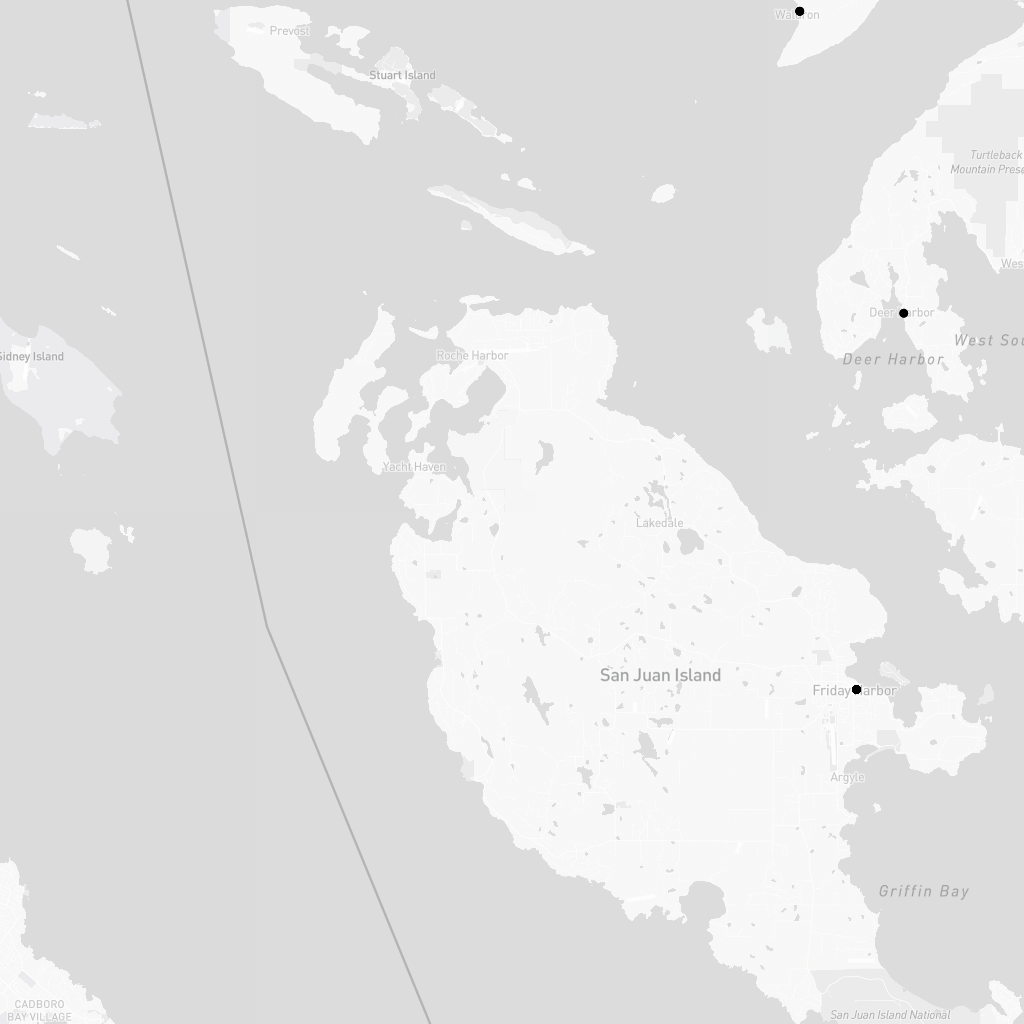 Prevost
Waldron
Stuart Island
Turtleback
Mountain Prese
Wes
Deer Harbor
West Sou
Sidney Island
Roche Harbor
Deer Harbor
Yacht Haven
Lakedale
San Juan Island
Friday Harbor
Argyle
Griffin Bay
CADBORO
BAY VILLAGE
San Juan Island National